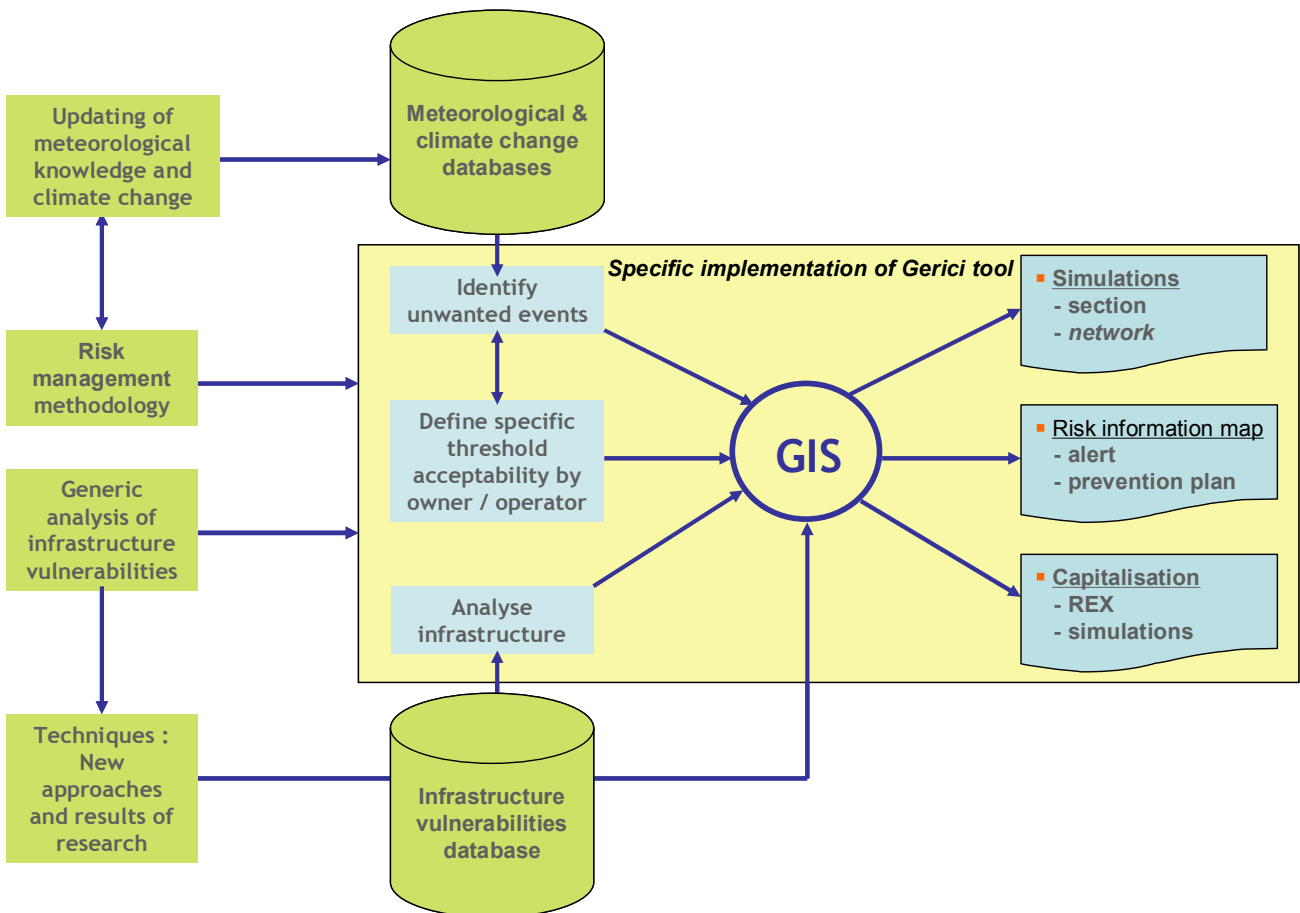 Updating of
meteorological
knowledge and
climate change
Meteorological &
climate change
databases
Risk
management
methodology
Generic
analysis of
infrastructure
vulnerabilities
Techniques :
New
approaches
and results of
research
Specific implementation of Gerici tool
Identify
unwanted events
Define specific
threshold
acceptability by
owner / operator
Analyse
infrastructure
GIS
Simulations
- section
- network
Risk information map
- alert
- prevention plan
Capitalisation
- REX
- simulations
Infrastructure
vulnerabilities
database